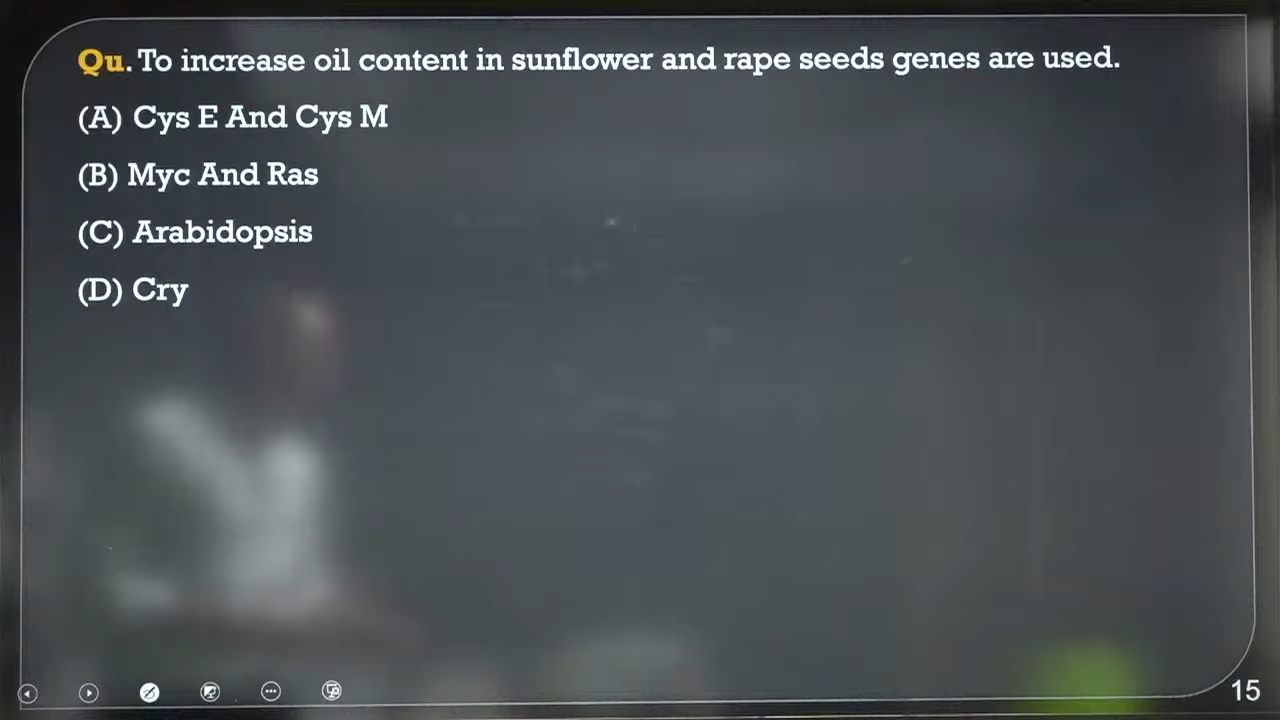 Qu. To increase oil content in sunflower and rape seeds genes are used.
(A) Cys E And Cys M
(B) Myc And Ras
(C) Arabidopsis
(D) Cry
15